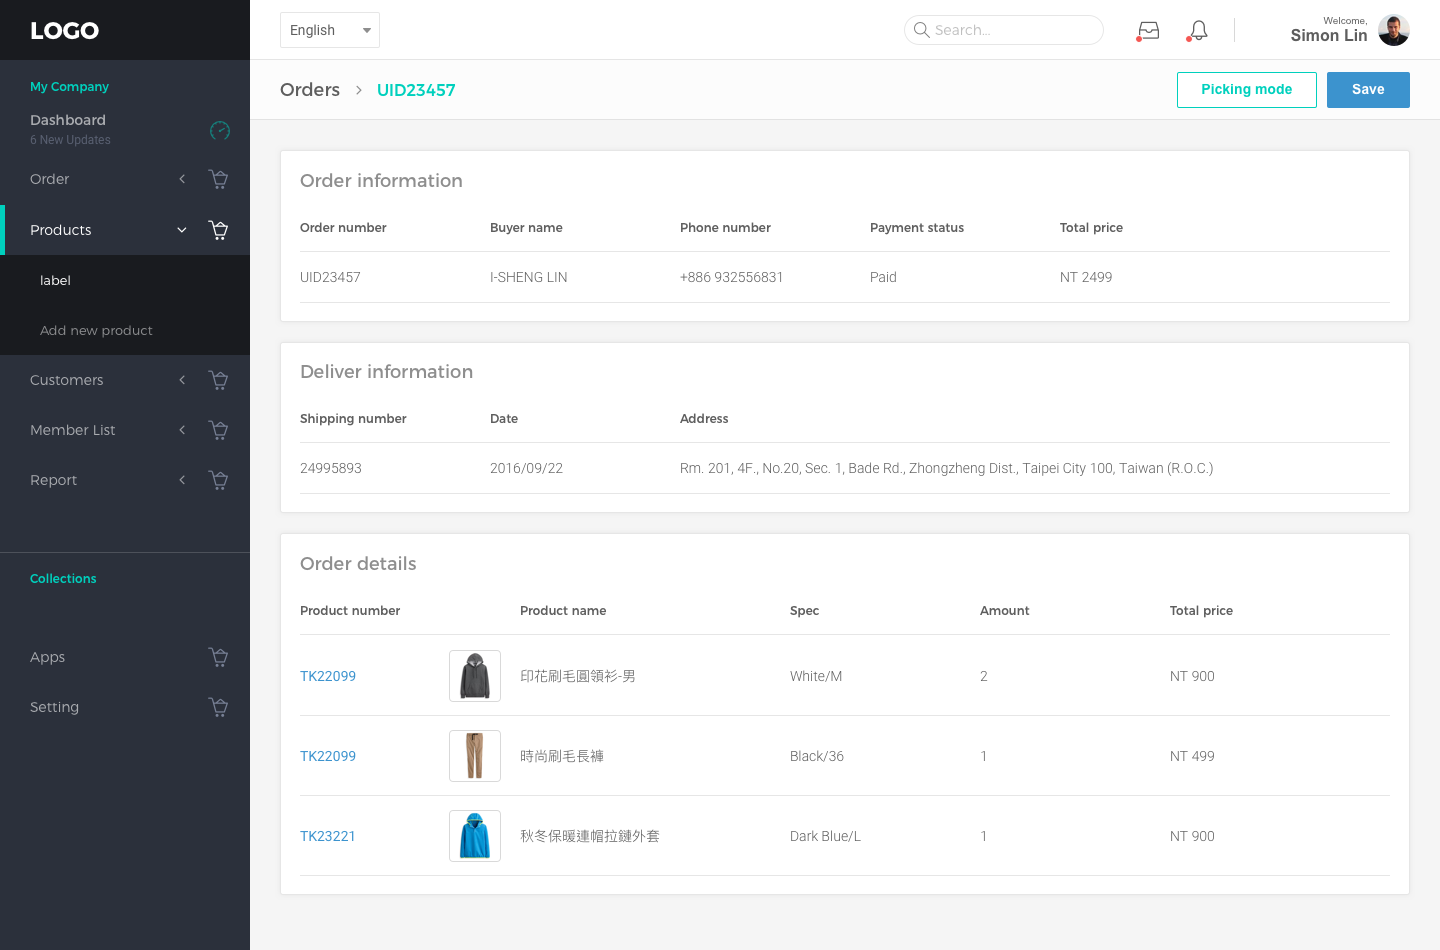 LOGO
English
Search...
Welcome,
Simon Lin
My Company
Dashboard
6 New Updates
Order
Products
label
Add new product
Customers
Member List
Report
Collections
Apps
Setting
Orders > UID23457
Picking mode
Save
Order information
Order number Buyer name Phone number Payment status Total price
UID23457 I-SHENG LIN +886 932556831 Paid NT 2499
Deliver information
Shipping number Date Address
24995893 2016/09/22 Rm. 201, 4F., No.20, Sec. 1, Bade Rd., Zhongzheng Dist., Taipei City 100, Taiwan (R.O.C.)
Order details
Product number Product name Spec Amount Total price
TK22099 印花刷毛圓領衫-男 White/M 2 NT 900
TK22099 時尚刷毛長褲 Black/36 1 NT 499
TK23221 秋冬保暖連帽拉鏈外套 Dark Blue/L 1 NT 900